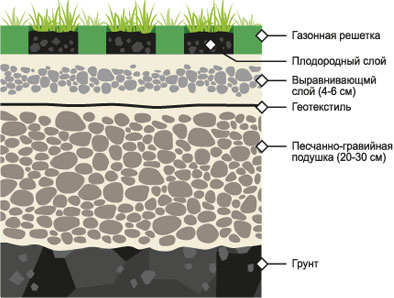 Газонная решетка
Плодородный слой
Выравнивающмй
слой (4-6 см)
Геотекстиль
Песчанно-гравийная
подушка (20-30 см)
Грунт